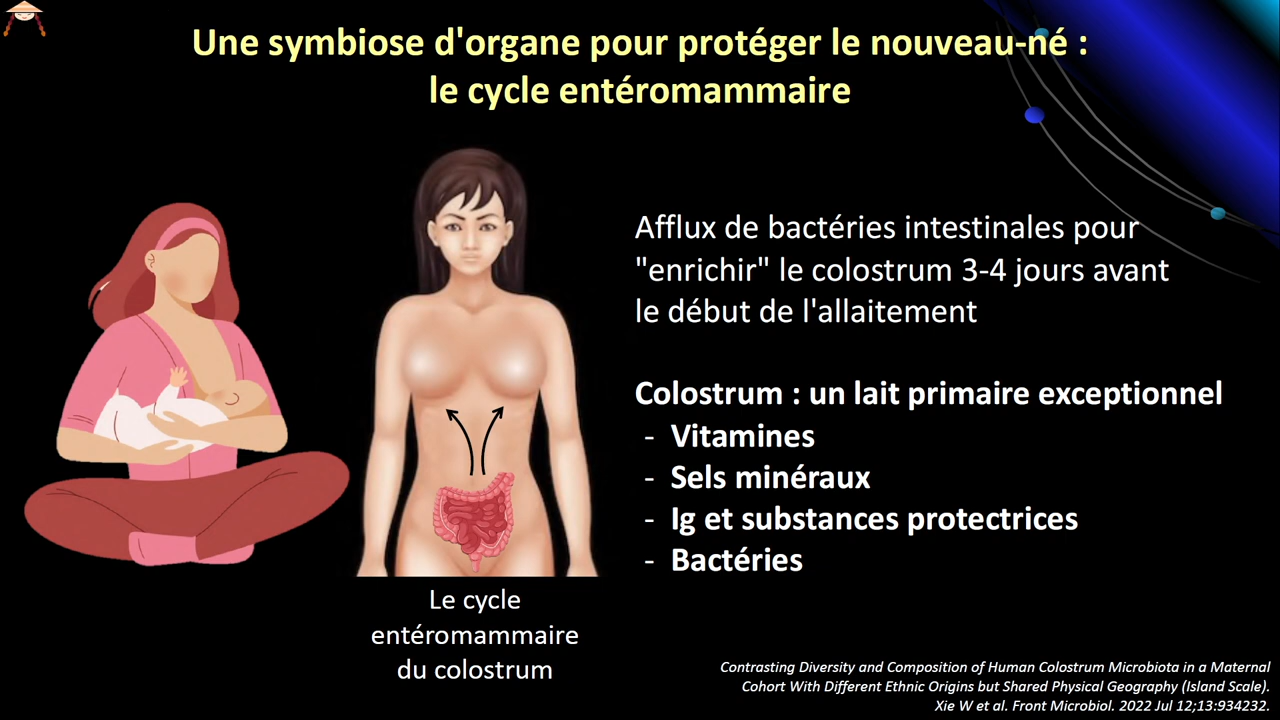 Une symbiose d'organe pour protéger le nouveau-né :
le cycle entéromammaire
Afflux de bactéries intestinales pour
"enrichir" le colostrum 3-4 jours avant
le début de l'allaitement
Colostrum : un lait primaire exceptionnel
- Vitamines
- Sels minéraux
- Ig et substances protectrices
- Bactéries
Le cycle
entéromammaire
du colostrum
Contrasting Diversity and Composition of Human Colostrum Microbiota in a Maternal
Cohort With Different Ethnic Origins but Shared Physical Geography (Island Scale).
Xie W et al. Front Microbiol. 2022 Jul 12;13:934232.